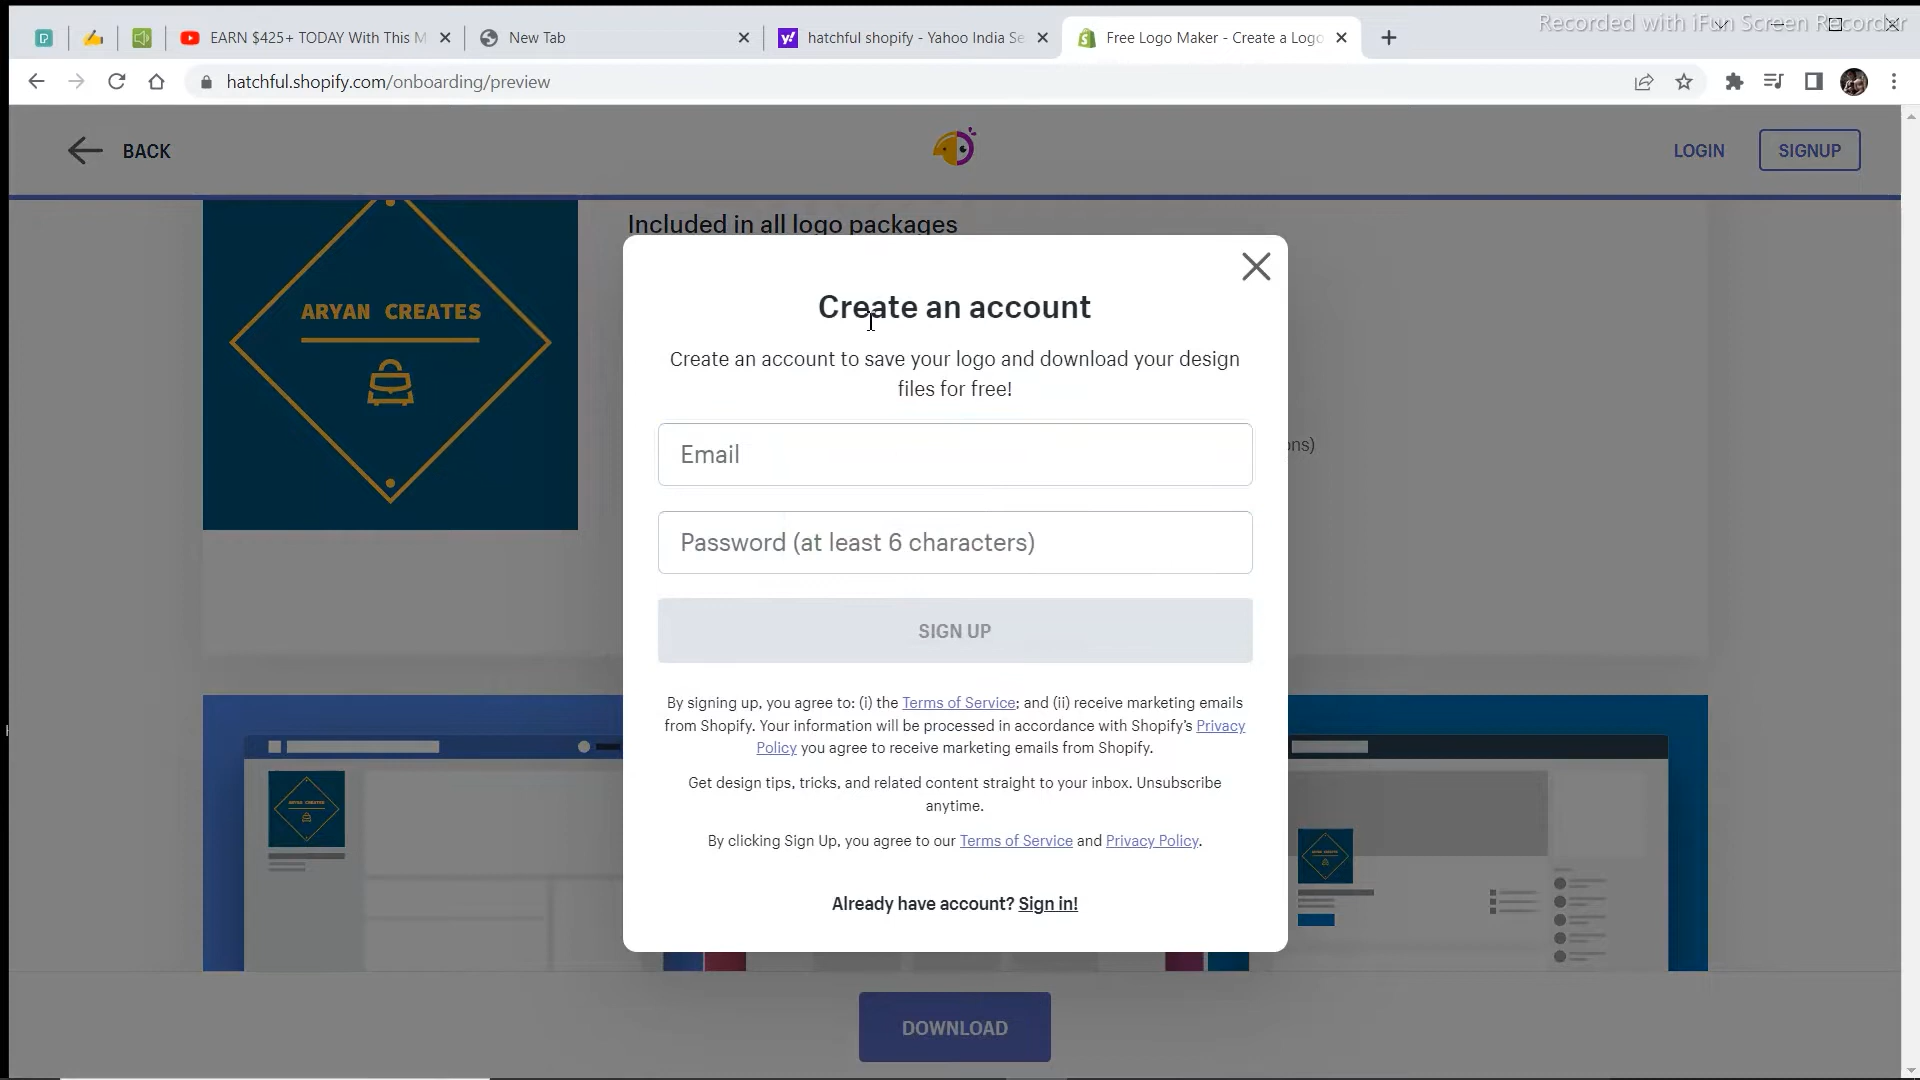 Recorded with iFun Screen Recorder
EARN $425+ TODAY With This M
New Tab
hatchful shopify - Yahoo India Se
Free Logo Maker - Create a Logo
hatchful.shopify.com/onboarding/preview
BACK
LOGIN
SIGNUP
Included in all logo packages
ARYAN CREATES
Create an account
Create an account to save your logo and download your design
files for free!
ons)
Email
Password (at least 6 characters)
SIGN UP
By signing up, you agree to: (i) the Terms of Service; and (ii) receive marketing emails
from Shopify. Your information will be processed in accordance with Shopify's Privacy
Policy you agree to receive marketing emails from Shopify.
Get design tips, tricks, and related content straight to your inbox. Unsubscribe
anytime.
By clicking Sign Up, you agree to our Terms of Service and Privacy Policy.
Already have account? Sign in!
ARYAN CREATES
ARYAN CREATES
DOWNLOAD